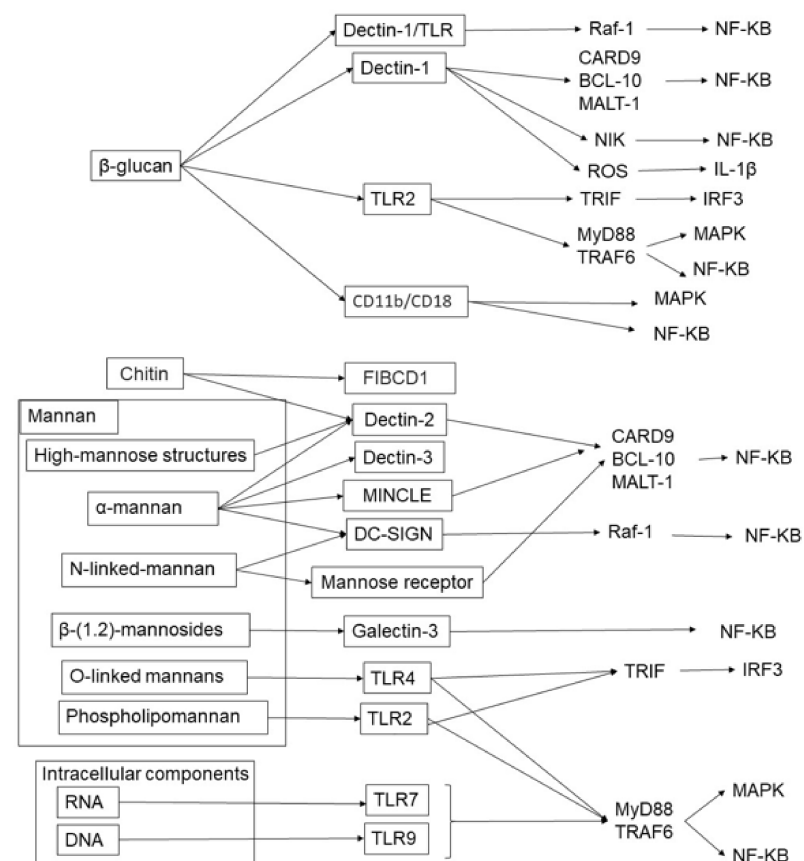 Dectin-1/TLR
Raf-1
NF-KB
Dectin-1
CARD9
BCL-10
MALT-1
NF-KB
NIK
NF-KB
β-glucan
ROS
IL-1β
TLR2
TRIF
IRF3
MyD88
TRAF6
MAPK
NF-KB
CD11b/CD18
MAPK
NF-KB
Chitin
FIBCD1
Mannan
Dectin-2
High-mannose structures
Dectin-3
CARD9
BCL-10
MALT-1
NF-KB
α-mannan
MINCLE
DC-SIGN
Raf-1
NF-KB
N-linked-mannan
Mannose receptor
β-(1.2)-mannosides
Galectin-3
NF-KB
O-linked mannans
TLR4
TRIF
IRF3
Phospholipomannan
TLR2
Intracellular components
RNA
TLR7
DNA
TLR9
MyD88
TRAF6
MAPK
NF-KB